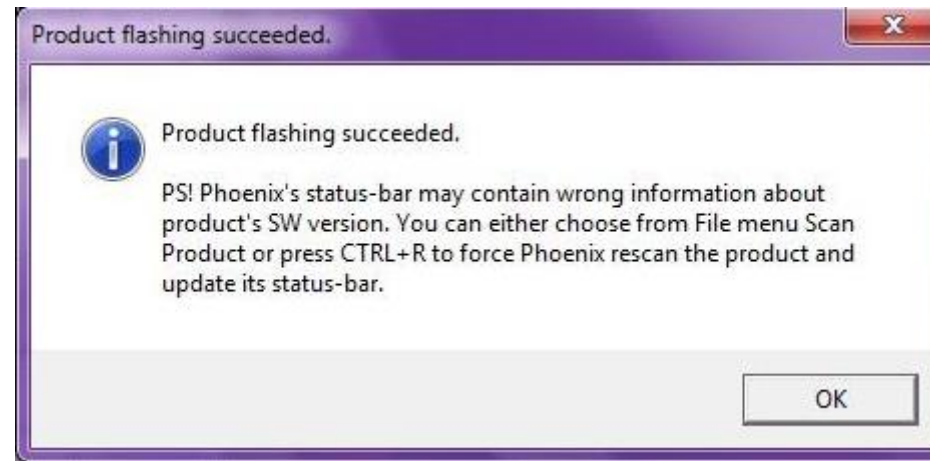 Product flashing succeeded.
Product flashing succeeded.
PS! Phoenix's status-bar may contain wrong information about
product's SW version. You can either choose from File menu Scan
Product or press CTRL+R to force Phoenix rescan the product and
update its status-bar.
OK